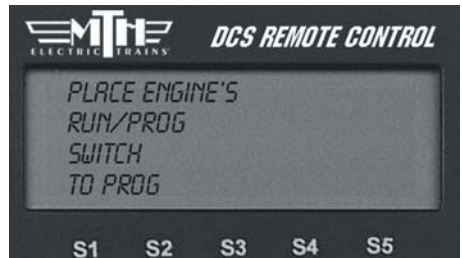 MTH
ELECTRIC TRAINS
DCS REMOTE CONTROL
PLACE ENGINE'S
RUN/PROG
SWITCH
TO PROG
S1 S2 S3 S4 S5